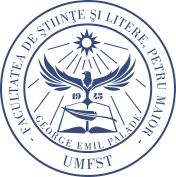 - FACULTATEA DE ȘTIINȚE ȘI LITERE, PETRU MAIOR -
19 45
GEORGE EMIL PALADE
UMFST